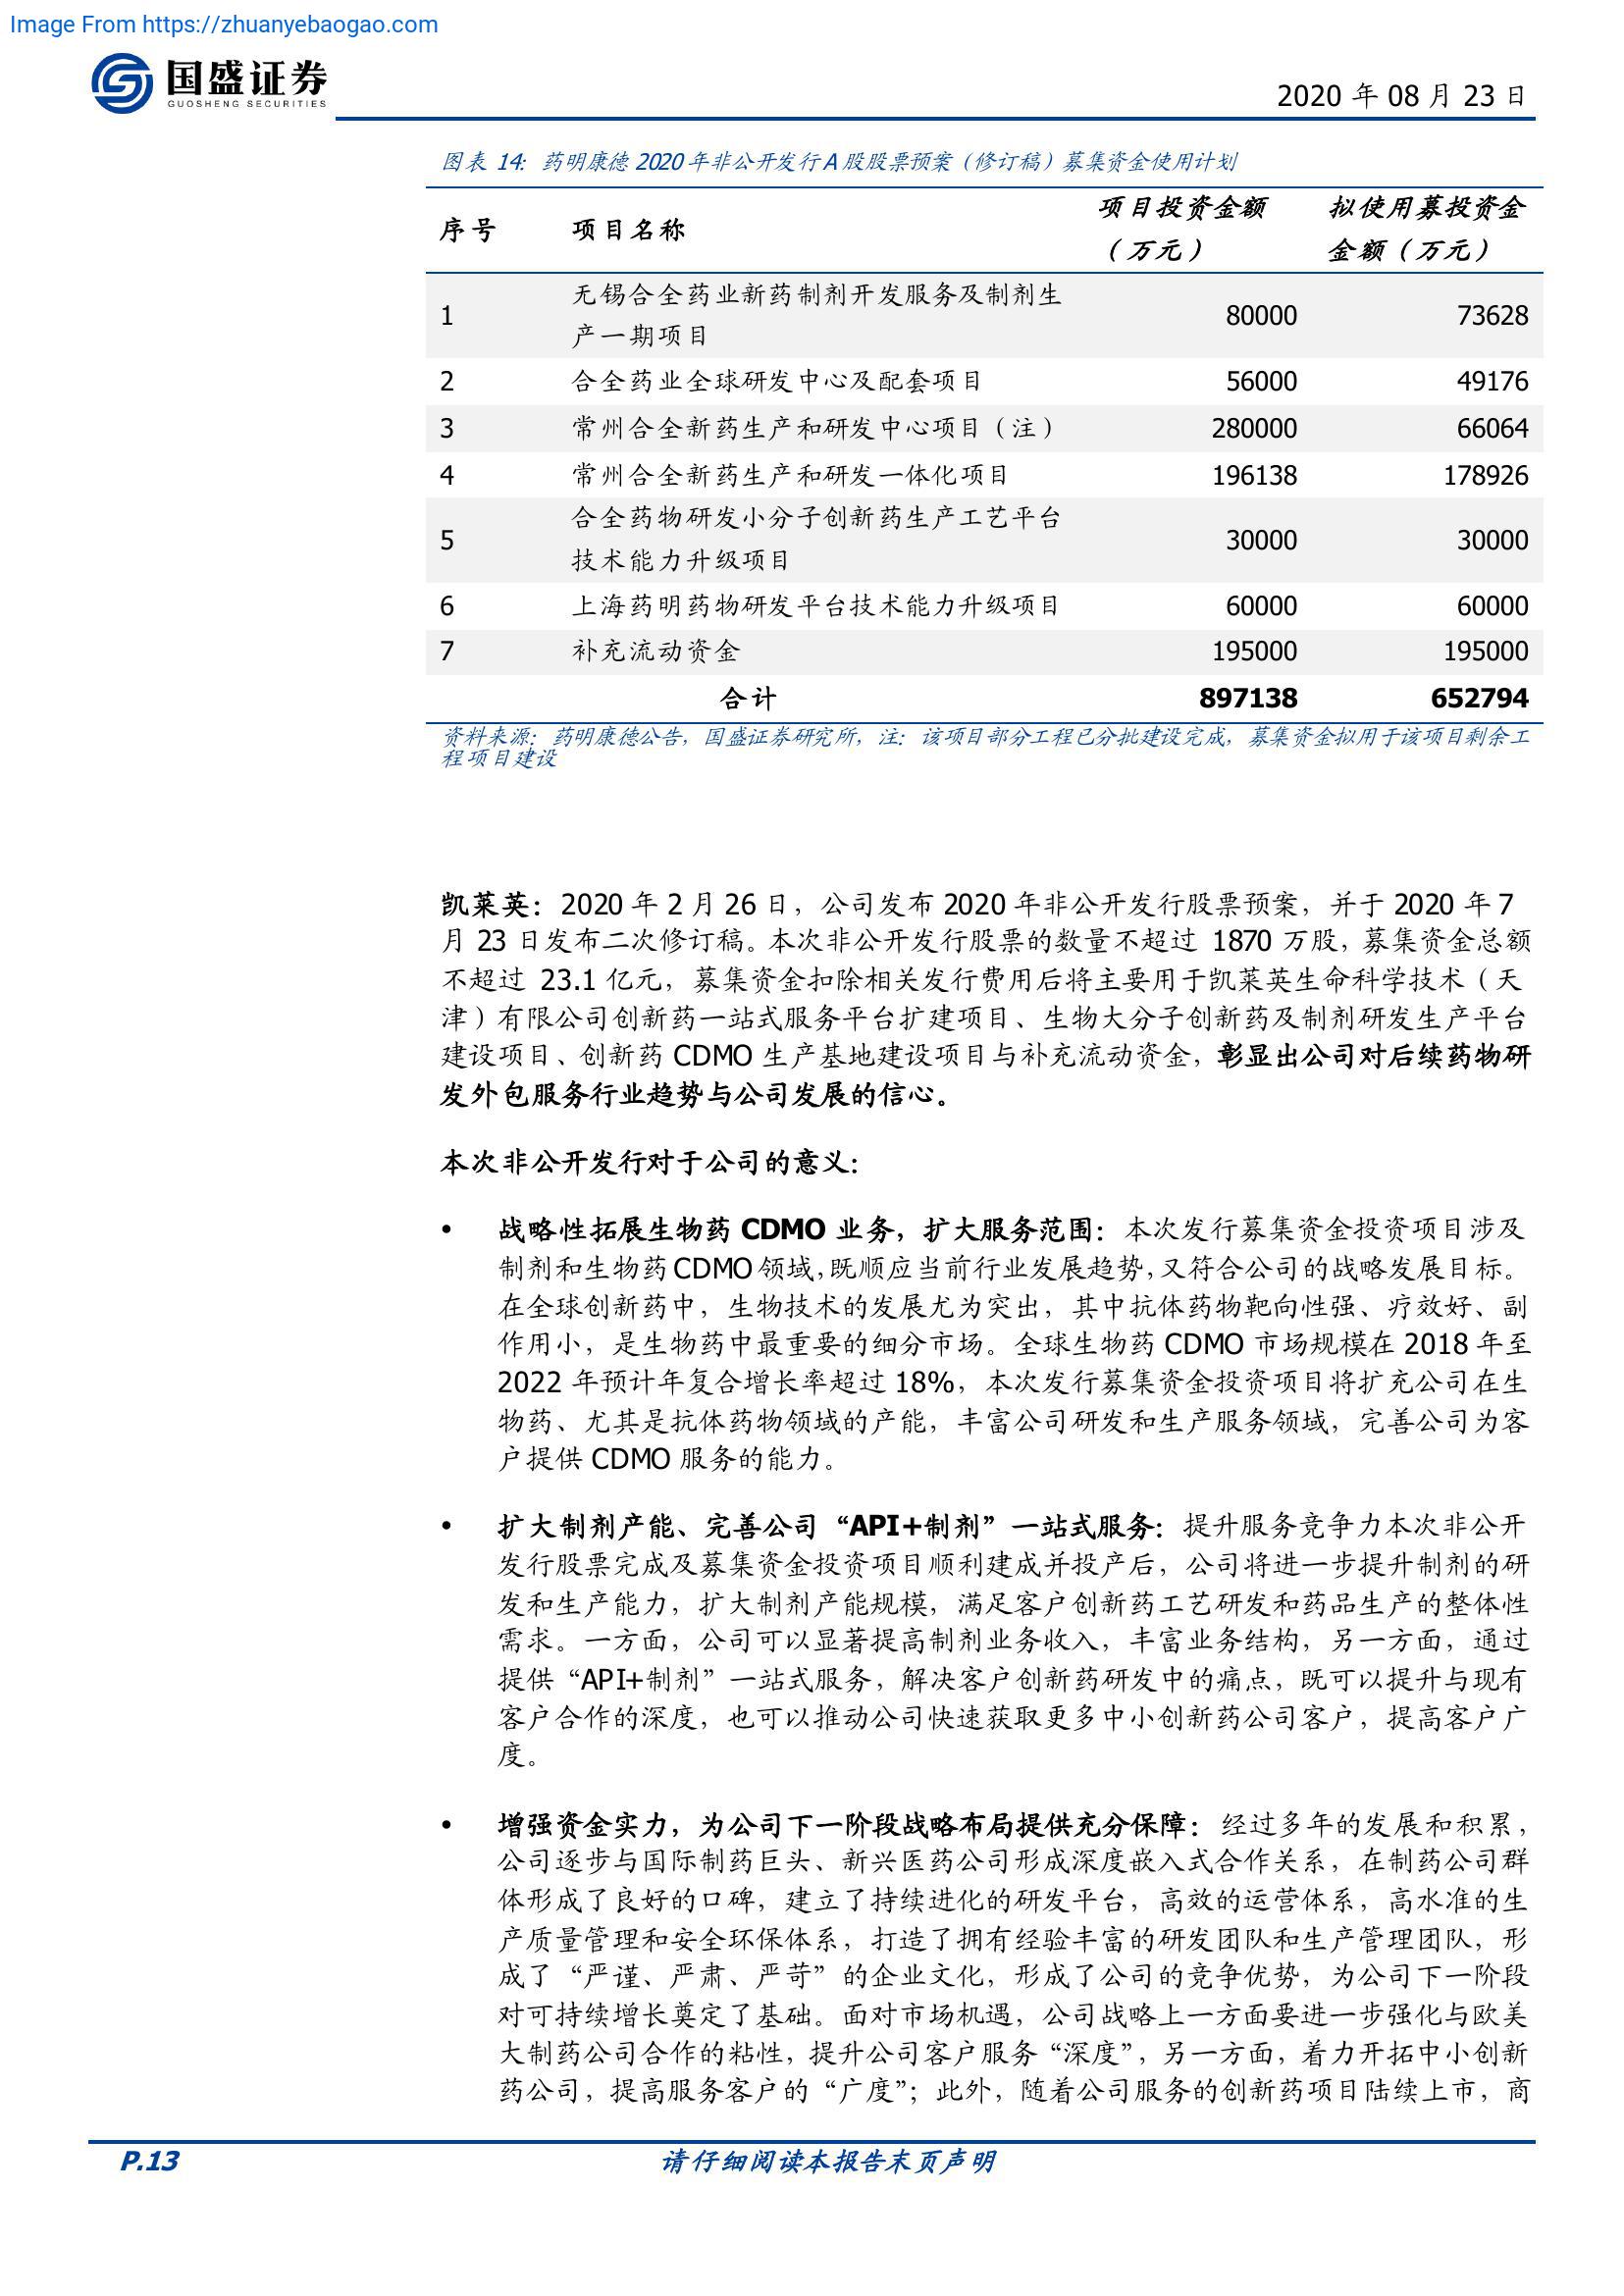 Image From https://zhuanyebaogao.com
国盛证券
GUOSHENG SECURITIES
2020 年 08 月 23 日
图表 14: 药明康德 2020 年非公开发行 A 股股票预案（修订稿）募集资金使用计划
序号 项目名称 项目投资金额（万元） 拟使用募投资金金额（万元）
1 无锡合全药业新药制剂开发服务及制剂生产一期项目 80000 73628
2 合全药业全球研发中心及配套项目 56000 49176
3 常州合全新药生产和研发中心项目（注） 280000 66064
4 常州合全新药生产和研发一体化项目 196138 178926
5 合全药物研发小分子创新药生产工艺平台技术能力升级项目 30000 30000
6 上海药明药物研发平台技术能力升级项目 60000 60000
7 补充流动资金 195000 195000
合计 897138 652794
资料来源：药明康德公告，国盛证券研究所，注：该项目部分工程已分批建设完成，募集资金拟用于该项目剩余工
程项目建设
凯莱英：2020 年 2 月 26 日，公司发布 2020 年非公开发行股票预案，并于 2020 年 7
月 23 日发布二次修订稿。本次非公开发行股票的数量不超过 1870 万股，募集资金总额
不超过 23.1 亿元，募集资金扣除相关发行费用后将主要用于凯莱英生命科学技术（天
津）有限公司创新药一站式服务平台扩建项目、生物大分子创新药及制剂研发生产平台
建设项目、创新药 CDMO 生产基地建设项目与补充流动资金，彰显出公司对后续药物研
发外包服务行业趋势与公司发展的信心。
本次非公开发行对于公司的意义：
• 战略性拓展生物药 CDMO 业务，扩大服务范围：本次发行募集资金投资项目涉及
制剂和生物药 CDMO 领域，既顺应当前行业发展趋势，又符合公司的战略发展目标。
在全球创新药中，生物技术的发展尤为突出，其中抗体药物靶向性强、疗效好、副
作用小，是生物药中最重要的细分市场。全球生物药 CDMO 市场规模在 2018 年至
2022 年预计年复合增长率超过 18%，本次发行募集资金投资项目将扩充公司在生
物药、尤其是抗体药物领域的产能，丰富公司研发和生产服务领域，完善公司为客
户提供 CDMO 服务的能力。
• 扩大制剂产能、完善公司“API+制剂”一站式服务：提升服务竞争力本次非公开
发行股票完成及募集资金投资项目顺利建成并投产后，公司将进一步提升制剂的研
发和生产能力，扩大制剂产能规模，满足客户创新药工艺研发和药品生产的整体性
需求。一方面，公司可以显著提高制剂业务收入，丰富业务结构，另一方面，通过
提供“API+制剂”一站式服务，解决客户创新药研发中的痛点，既可以提升与现有
客户合作的深度，也可以推动公司快速获取更多中小创新药公司客户，提高客户广
度。
• 增强资金实力，为公司下一阶段战略布局提供充分保障：经过多年的发展和积累，
公司逐步与国际制药巨头、新兴医药公司形成深度嵌入式合作关系，在制药公司群
体形成了良好的口碑，建立了持续进化的研发平台，高效的运营体系，高水准的生
产质量管理和安全环保体系，打造了拥有经验丰富的研发团队和生产管理团队，形
成了“严谨、严肃、严苛”的企业文化，形成了公司的竞争优势，为公司下一阶段
对可持续增长奠定了基础。面对市场机遇，公司战略上一方面要进一步强化与欧美
大制药公司合作的粘性，提升公司客户服务“深度”，另一方面，着力开拓中小创新
药公司，提高服务客户的“广度”；此外，随着公司服务的创新药项目陆续上市，商
P.13 请仔细阅读本报告末页声明